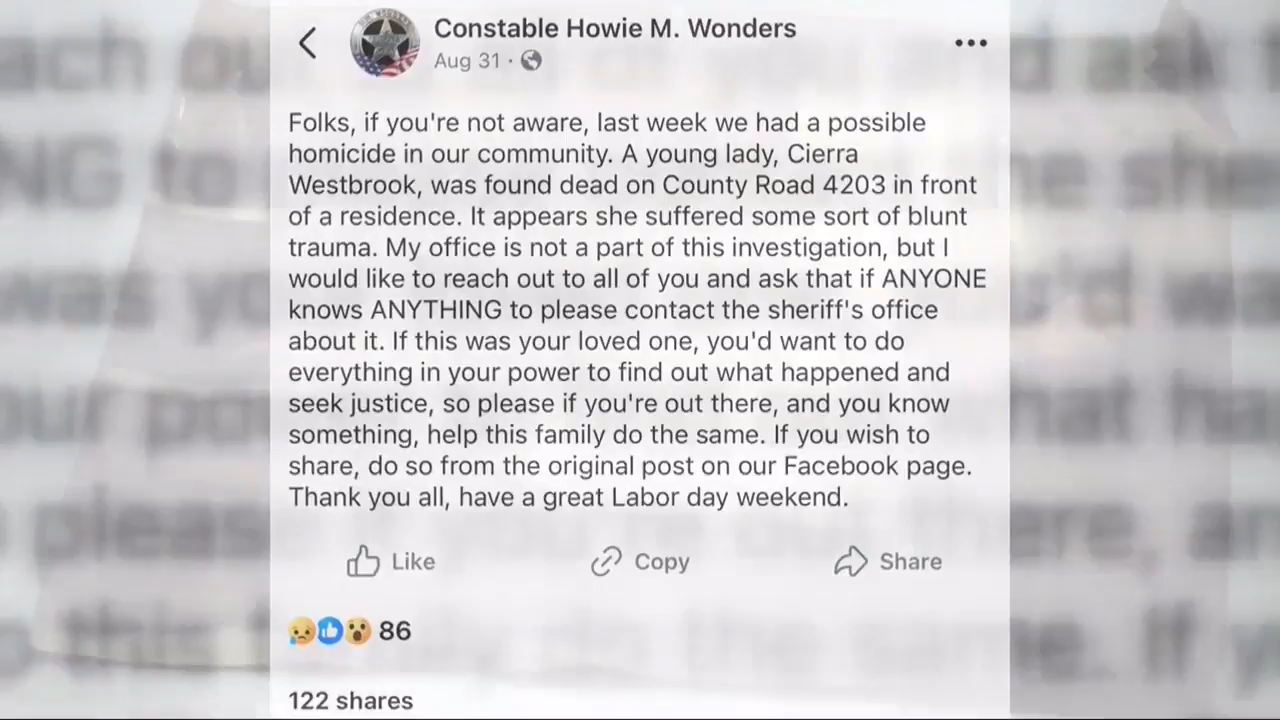 Constable Howie M. Wonders
Aug 31 ·
Folks, if you're not aware, last week we had a possible
homicide in our community. A young lady, Cierra
Westbrook, was found dead on County Road 4203 in front
of a residence. It appears she suffered some sort of blunt
trauma. My office is not a part of this investigation, but I
would like to reach out to all of you and ask that if ANYONE
knows ANYTHING to please contact the sheriff's office
about it. If this was your loved one, you'd want to do
everything in your power to find out what happened and
seek justice, so please if you're out there, and you know
something, help this family do the same. If you wish to
share, do so from the original post on our Facebook page.
Thank you all, have a great Labor day weekend.
Like Copy Share
86
122 shares